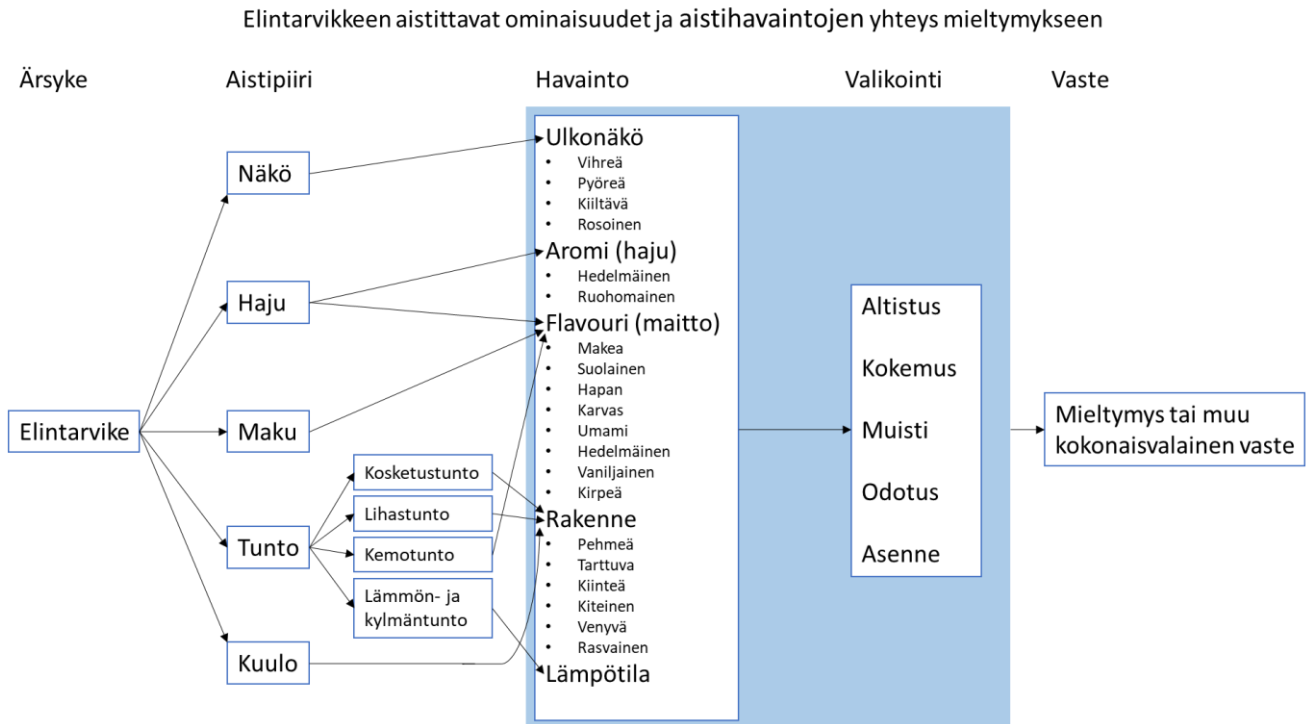 Elintarvikkeen aistittavat ominaisuudet ja aistihavaintojen yhteys mieltymykseen
Ärsyke
Aistipiiri
Havainto
Valikointi
Vaste
Elintarvike
Näkö
Haju
Maku
Tunto
Kuulo
Kosketustunto
Lihastunto
Kemotunto
Lämmön- ja
kylmäntunto
Ulkonäkö
• Vihreä
• Pyöreä
• Kiiltävä
• Rosoinen
Aromi (haju)
• Hedelmäinen
• Ruohomainen
Flavouri (maitto)
• Makea
• Suolainen
• Hapan
• Karvas
• Umami
• Hedelmäinen
• Vaniljainen
• Kirpeä
Rakenne
• Pehmeä
• Tarttuva
• Kiinteä
• Kiteinen
• Venyvä
• Rasvainen
Lämpötila
Altistus
Kokemus
Muisti
Odotus
Asenne
Mieltymys tai muu
kokonaisvalainen vaste